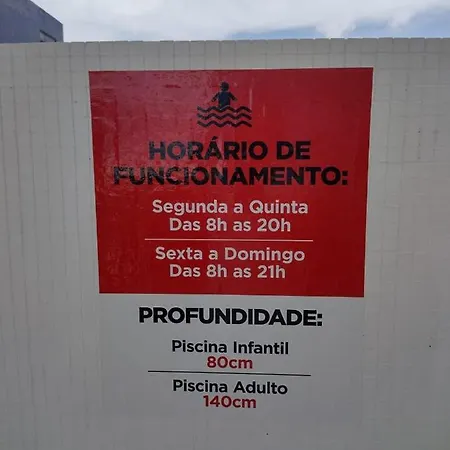 HORÁRIO DE
FUNCIONAMENTO:
Segunda a Quinta
Das 8h as 20h
Sexta a Domingo
Das 8h as 21h
PROFUNDIDADE:
Piscina Infantil
80cm
Piscina Adulto
140cm